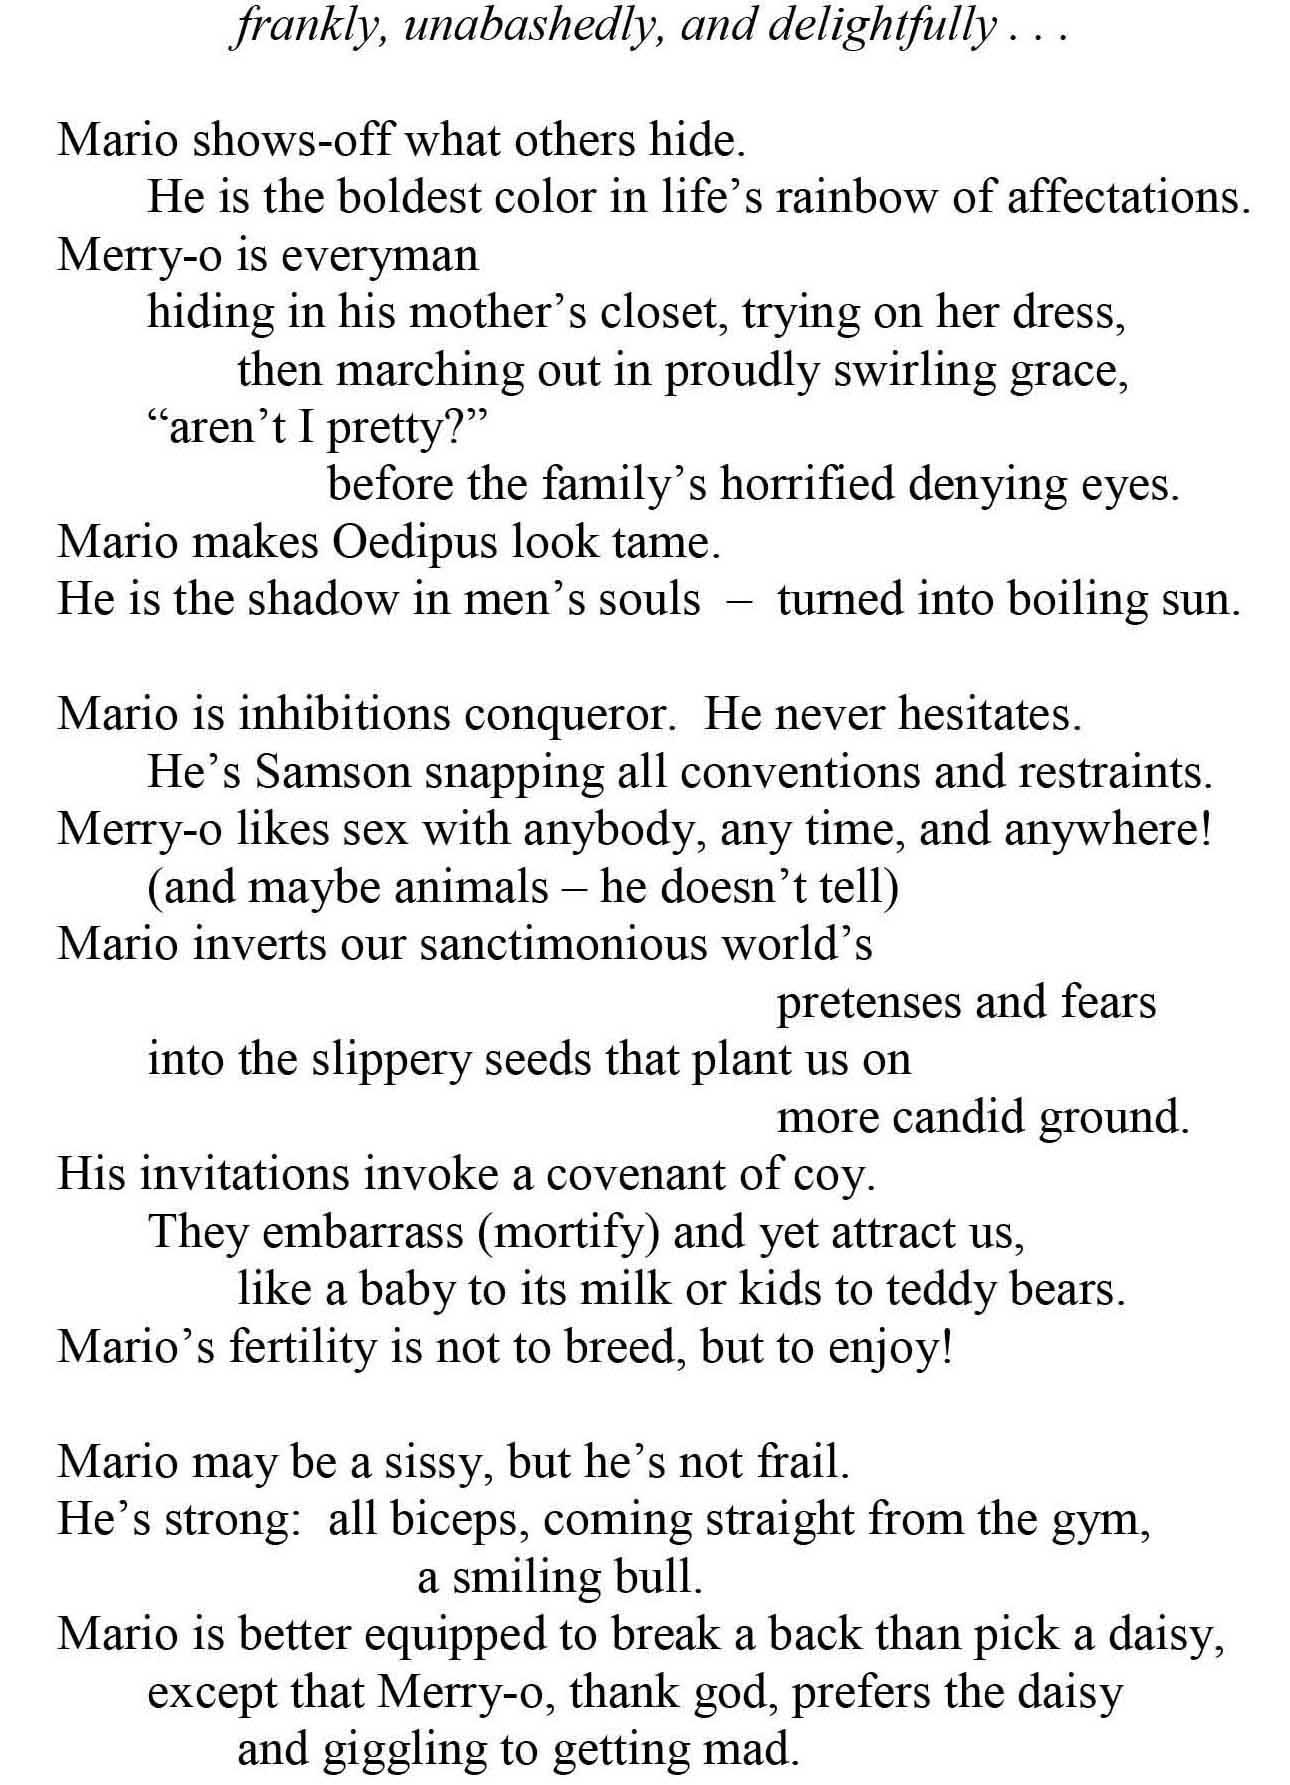 frankly, unabashedly, and delightfully . . .
Mario shows-off what others hide.
He is the boldest color in life’s rainbow of affectations.
Merry-o is everyman
hiding in his mother’s closet, trying on her dress,
then marching out in proudly swirling grace,
“aren’t I pretty?”
before the family’s horrified denying eyes.
Mario makes Oedipus look tame.
He is the shadow in men’s souls – turned into boiling sun.
Mario is inhibitions conqueror. He never hesitates.
He’s Samson snapping all conventions and restraints.
Merry-o likes sex with anybody, any time, and anywhere!
(and maybe animals – he doesn’t tell)
Mario inverts our sanctimonious world’s
pretenses and fears
into the slippery seeds that plant us on
more candid ground.
His invitations invoke a covenant of coy.
They embarrass (mortify) and yet attract us,
like a baby to its milk or kids to teddy bears.
Mario’s fertility is not to breed, but to enjoy!
Mario may be a sissy, but he’s not frail.
He’s strong: all biceps, coming straight from the gym,
a smiling bull.
Mario is better equipped to break a back than pick a daisy,
except that Merry-o, thank god, prefers the daisy
and giggling to getting mad.